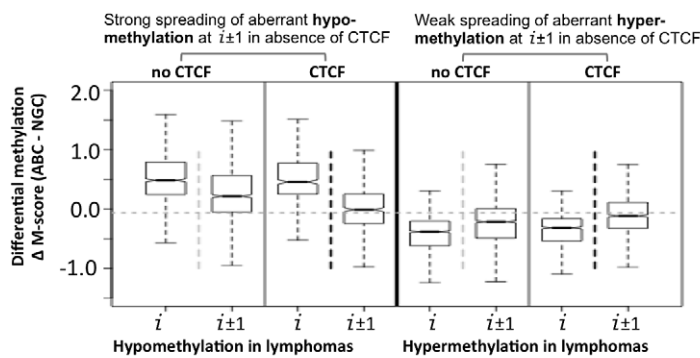 Strong spreading of aberrant hypo-
methylation at i±1 in absence of CTCF
Weak spreading of aberrant hyper-
methylation at i±1 in absence of CTCF
no CTCF
CTCF
no CTCF
CTCF
Differential methylation
Δ M-score (ABC - NGC)
2.0
1.0
0.0
-1.0
i
i±1
i
i±1
i
i±1
i
i±1
Hypomethylation in lymphomas
Hypermethylation in lymphomas